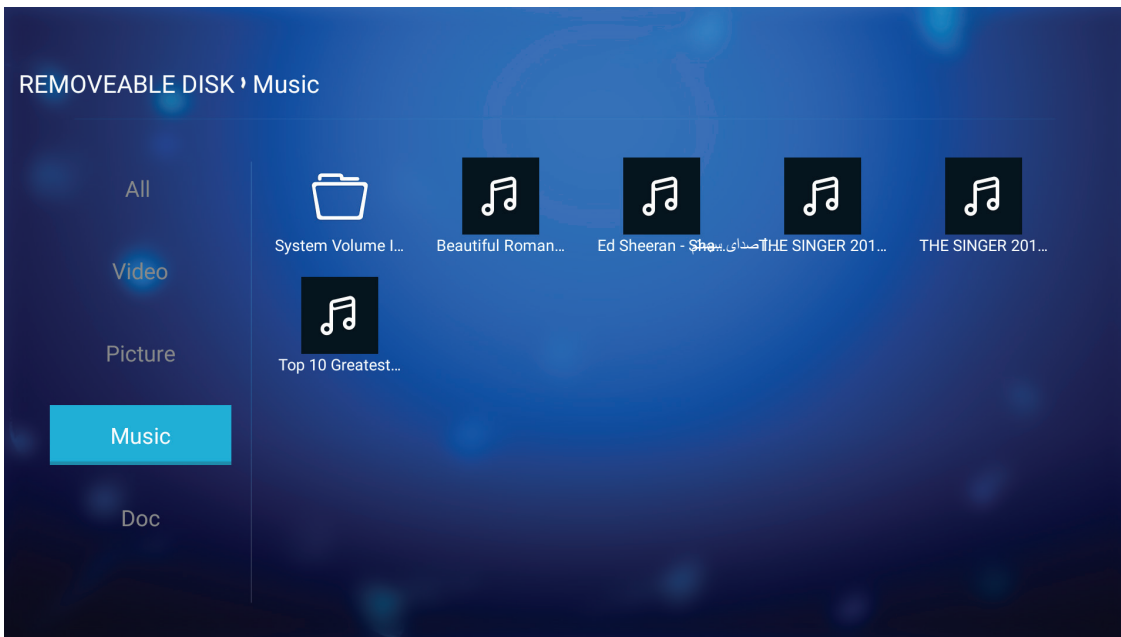 REMOVEABLE DISK › Music
All
Video
Picture
Music
Doc
System Volume I...
Beautiful Roman...
Ed Sheeran - Sha...
THE SINGER 201...
THE SINGER 201...
Top 10 Greatest...
صدای